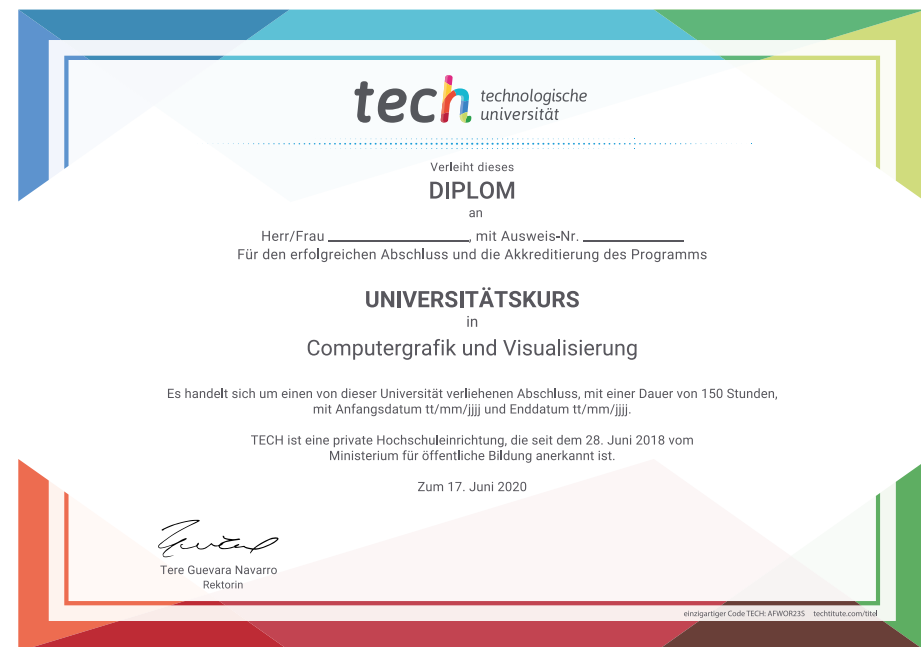 tech technologische
universität
Verleiht dieses
DIPLOM
an
Herr/Frau ____________________, mit Ausweis-Nr. ______________
Für den erfolgreichen Abschluss und die Akkreditierung des Programms
UNIVERSITÄTSKURS
in
Computergrafik und Visualisierung
Es handelt sich um einen von dieser Universität verliehenen Abschluss, mit einer Dauer von 150 Stunden,
mit Anfangsdatum tt/mm/jjjj und Enddatum tt/mm/jjjj.
TECH ist eine private Hochschuleinrichtung, die seit dem 28. Juni 2018 vom
Ministerium für öffentliche Bildung anerkannt ist.
Zum 17. Juni 2020
Tere Guevara Navarro
Rektorin
einzigartiger Code TECH: AFWOR23S techtitute.com/titel